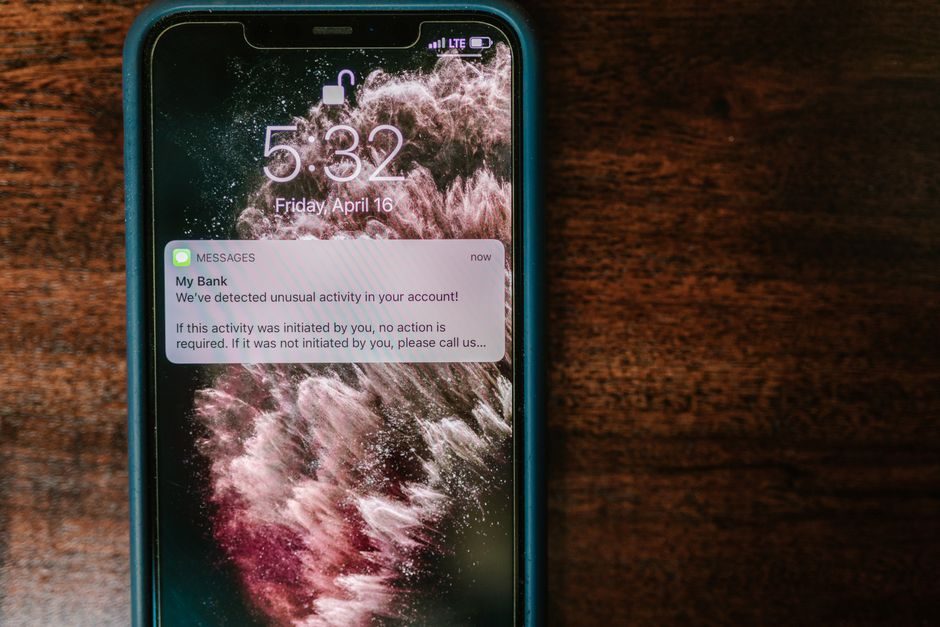 LTE
5:32
Friday, April 16
MESSAGES now
My Bank
We've detected unusual activity in your account!
If this activity was initiated by you, no action is
required. If it was not initiated by you, please call us...